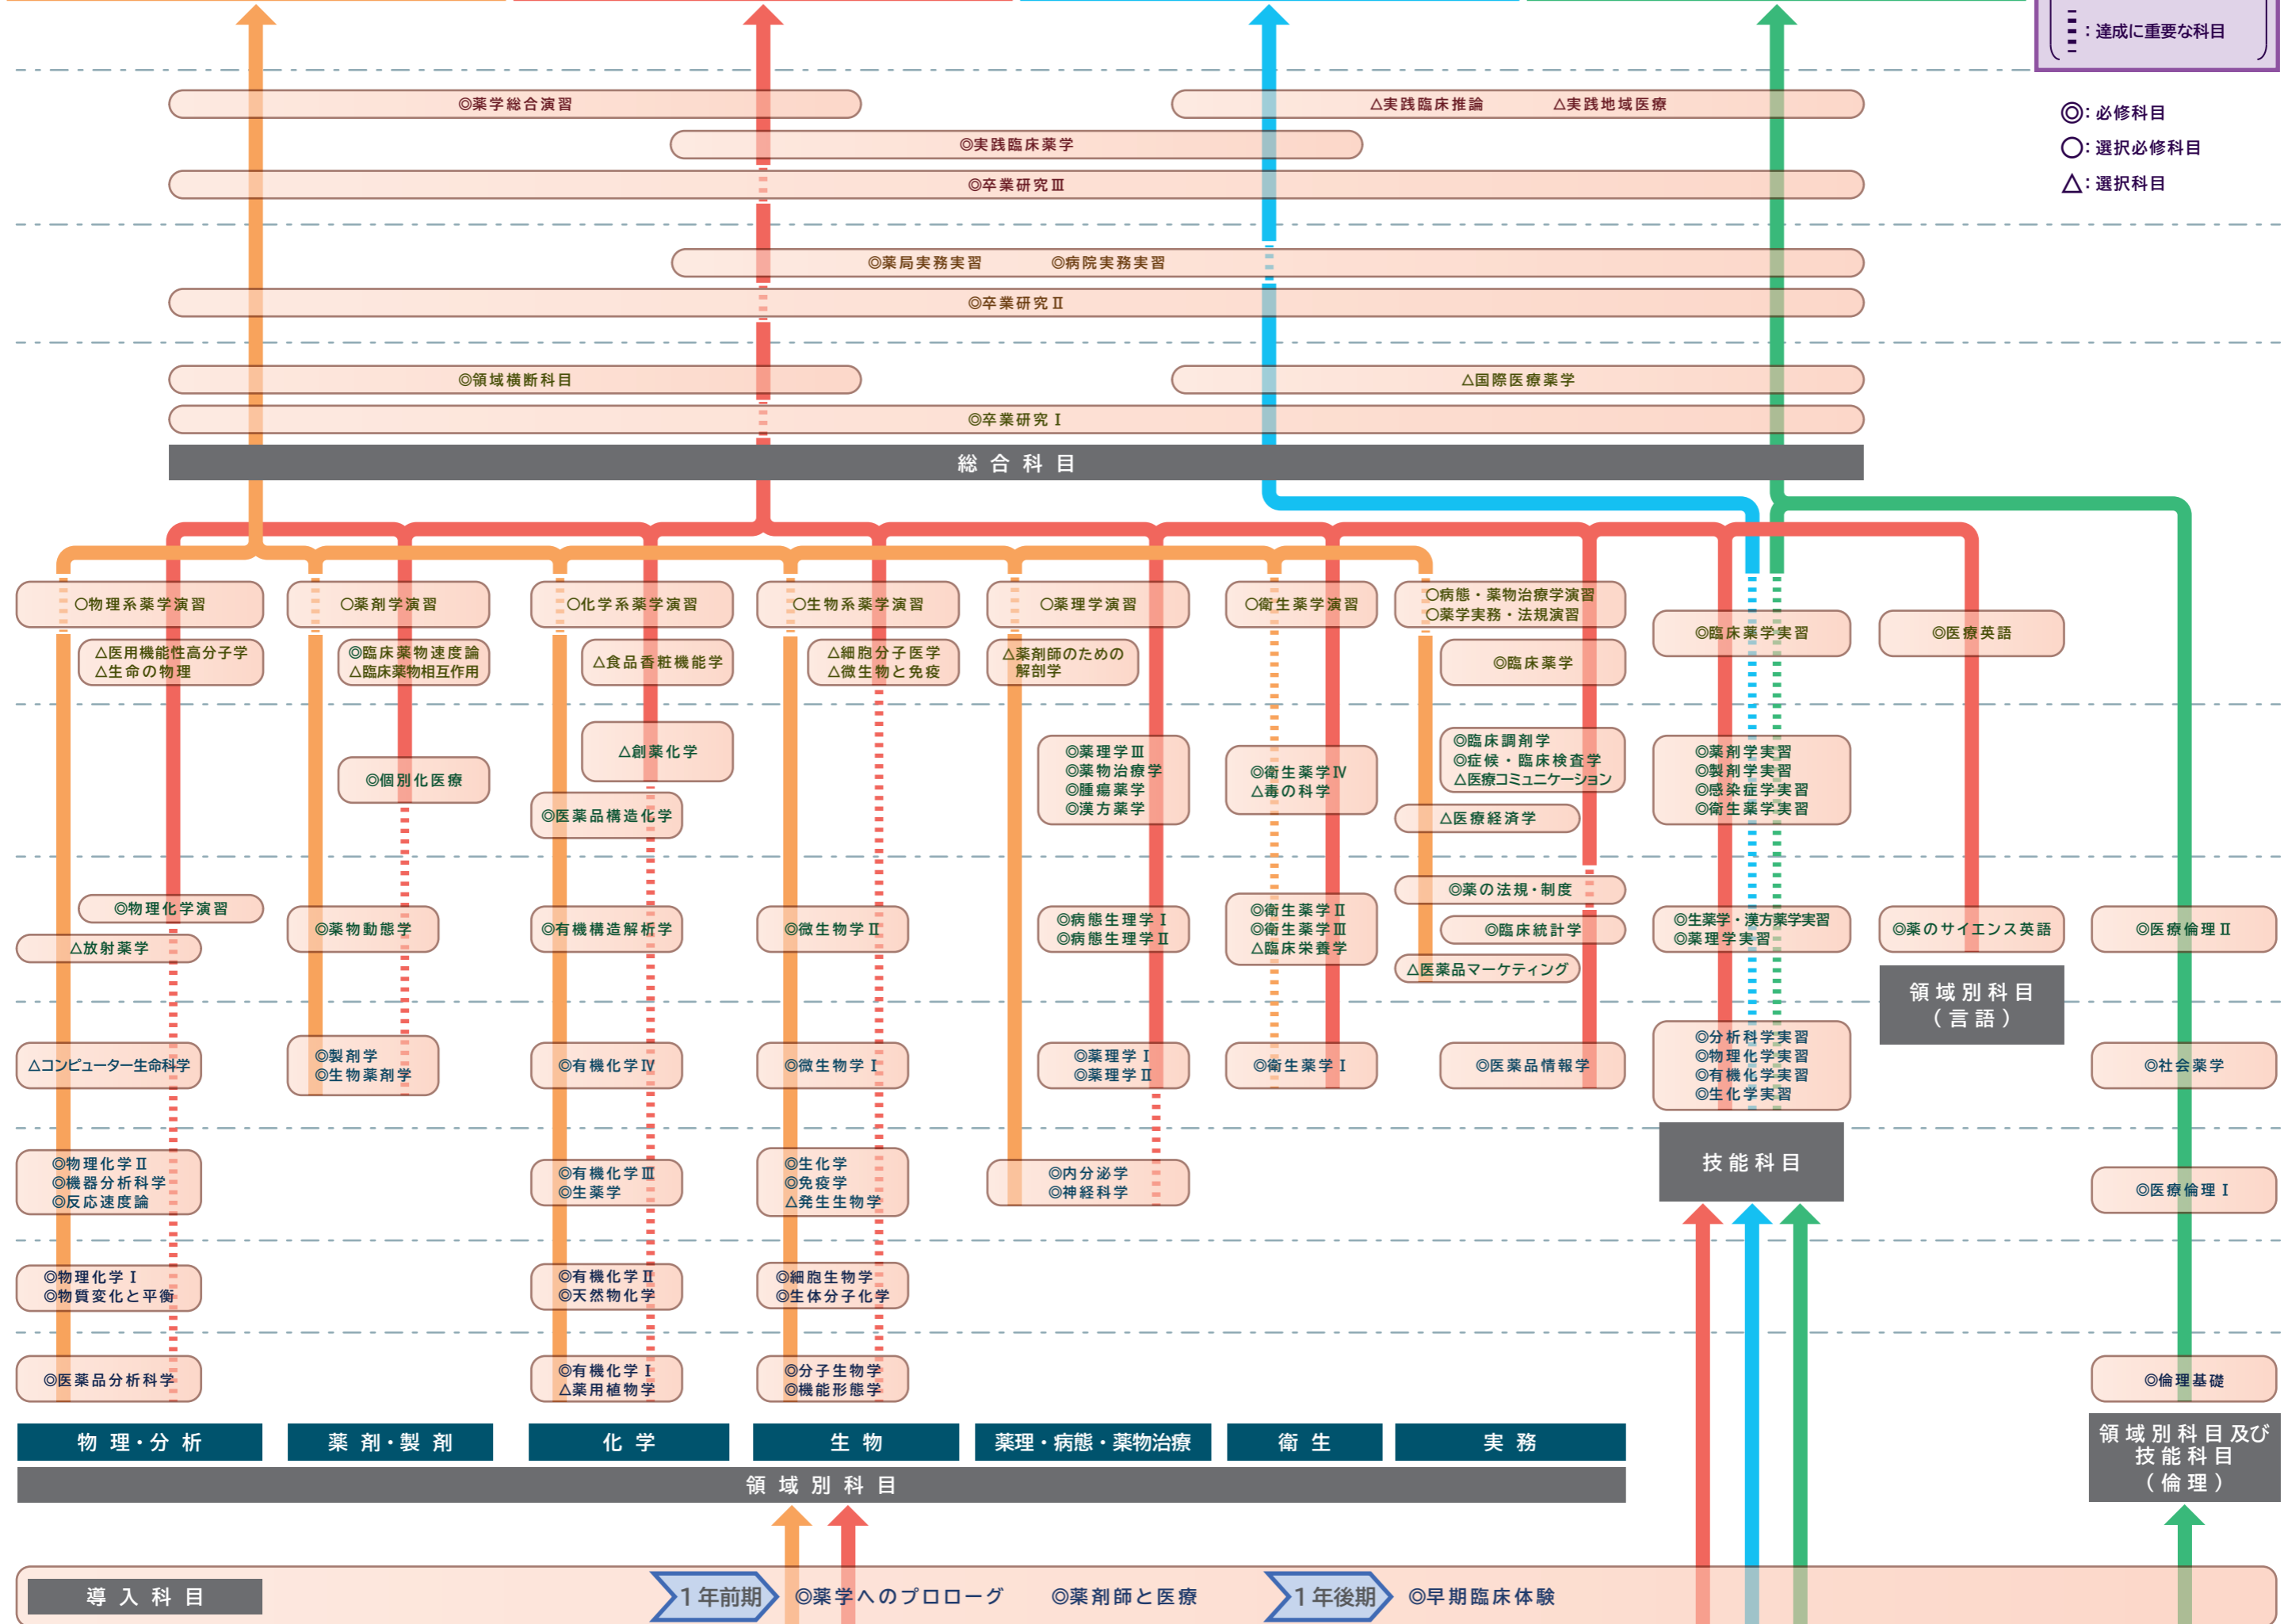 ：達成に重要な科目
◎：必修科目
○：選択必修科目
△：選択科目
◎薬学総合演習
△実践臨床推論　△実践地域医療
◎実践臨床薬学
◎卒業研究Ⅲ
◎薬局実務実習　◎病院実務実習
◎卒業研究Ⅱ
◎領域横断科目
△国際医療薬学
◎卒業研究Ⅰ
総合科目
○物理系薬学演習
○薬剤学演習
○化学系薬学演習
○生物系薬学演習
○薬理学演習
○衛生薬学演習
○病態・薬物治療学演習
○薬学実務・法規演習
◎臨床薬学実習
◎医療英語
△医用機能性高分子学
△生命の物理
◎臨床薬物速度論
△臨床薬物相互作用
△食品香粧機能学
△細胞分子医学
△微生物と免疫
△薬剤師のための
解剖学
◎臨床薬学
◎個別化医療
△創薬化学
◎医薬品構造化学
◎薬理学Ⅲ
◎薬物治療学
◎腫瘍薬学
◎漢方薬学
◎衛生薬学Ⅳ
△毒の科学
◎臨床調剤学
◎症候・臨床検査学
△医療コミュニケーション
△医療経済学
◎薬剤学実習
◎製剤学実習
◎感染症学実習
◎衛生薬学実習
◎物理化学演習
△放射薬学
◎薬物動態学
◎有機構造解析学
◎微生物学Ⅱ
◎病態生理学Ⅰ
◎病態生理学Ⅱ
◎衛生薬学Ⅱ
◎衛生薬学Ⅲ
△臨床栄養学
◎薬の法規・制度
◎臨床統計学
△医薬品マーケティング
◎生薬学・漢方薬学実習
◎薬理学実習
◎薬のサイエンス英語
◎医療倫理Ⅱ
領域別科目
（言語）
△コンピューター生命科学
◎製剤学
◎生物薬剤学
◎有機化学Ⅳ
◎微生物学Ⅰ
◎薬理学Ⅰ
◎薬理学Ⅱ
◎衛生薬学Ⅰ
◎医薬品情報学
◎分析科学実習
◎物理化学実習
◎有機化学実習
◎生化学実習
◎社会薬学
技能科目
◎物理化学Ⅱ
◎機器分析科学
◎反応速度論
◎有機化学Ⅲ
◎生薬学
◎生化学
◎免疫学
△発生生物学
◎内分泌学
◎神経科学
◎医療倫理Ⅰ
◎物理化学Ⅰ
◎物質変化と平衡
◎有機化学Ⅱ
◎天然物化学
◎細胞生物学
◎生体分子化学
◎医薬品分析科学
◎有機化学Ⅰ
△薬用植物学
◎分子生物学
◎機能形態学
◎倫理基礎
物理・分析
薬剤・製剤
化学
生物
薬理・病態・薬物治療
衛生
実務
領域別科目
領域別科目及び
技能科目
（倫理）
導入科目
1年前期　◎薬学へのプロローグ　◎薬剤師と医療
1年後期　◎早期臨床体験